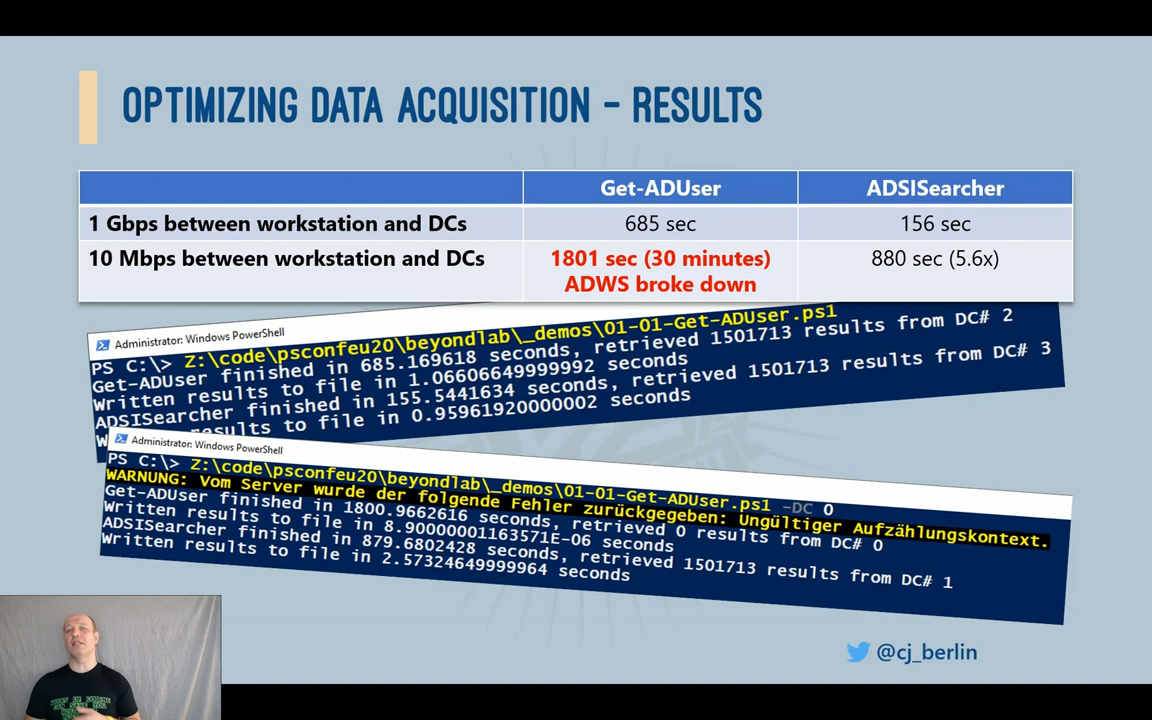 OPTIMIZING DATA ACQUISITION - RESULTS
Get-ADUser ADSISearcher
1 Gbps between workstation and DCs 685 sec 156 sec
10 Mbps between workstation and DCs 1801 sec (30 minutes) 880 sec (5.6x)
ADWS broke down
Administrator: Windows PowerShell
PS C:\> Z:\code\psconfeu20\beyondlab\_demos\01-01-Get-ADUser.ps1
Get-ADUser finished in 685.169618 seconds, retrieved 1501713 results from DC# 2
Written results to file in 1.06606649999992 seconds
ADSISearcher finished in 155.5441634 seconds, retrieved 1501713 results from DC# 3
results to file in 0.95961920000002 seconds
Administrator: Windows PowerShell
PS C:\> Z:\code\psconfeu20\beyondlab\_demos\01-01-Get-ADUser.ps1 -DC 0
WARNUNG: Vom Server wurde der folgende Fehler zurückgegeben: Ungültiger Aufzählungskontext.
Get-ADUser finished in 1800.9662616 seconds, retrieved 0 results from DC# 0
Written results to file in 8.90000001163571E-06 seconds
ADSISearcher finished in 879.6802428 seconds, retrieved 1501713 results from DC# 1
Written results to file in 2.57324649999964 seconds
@cj_berlin